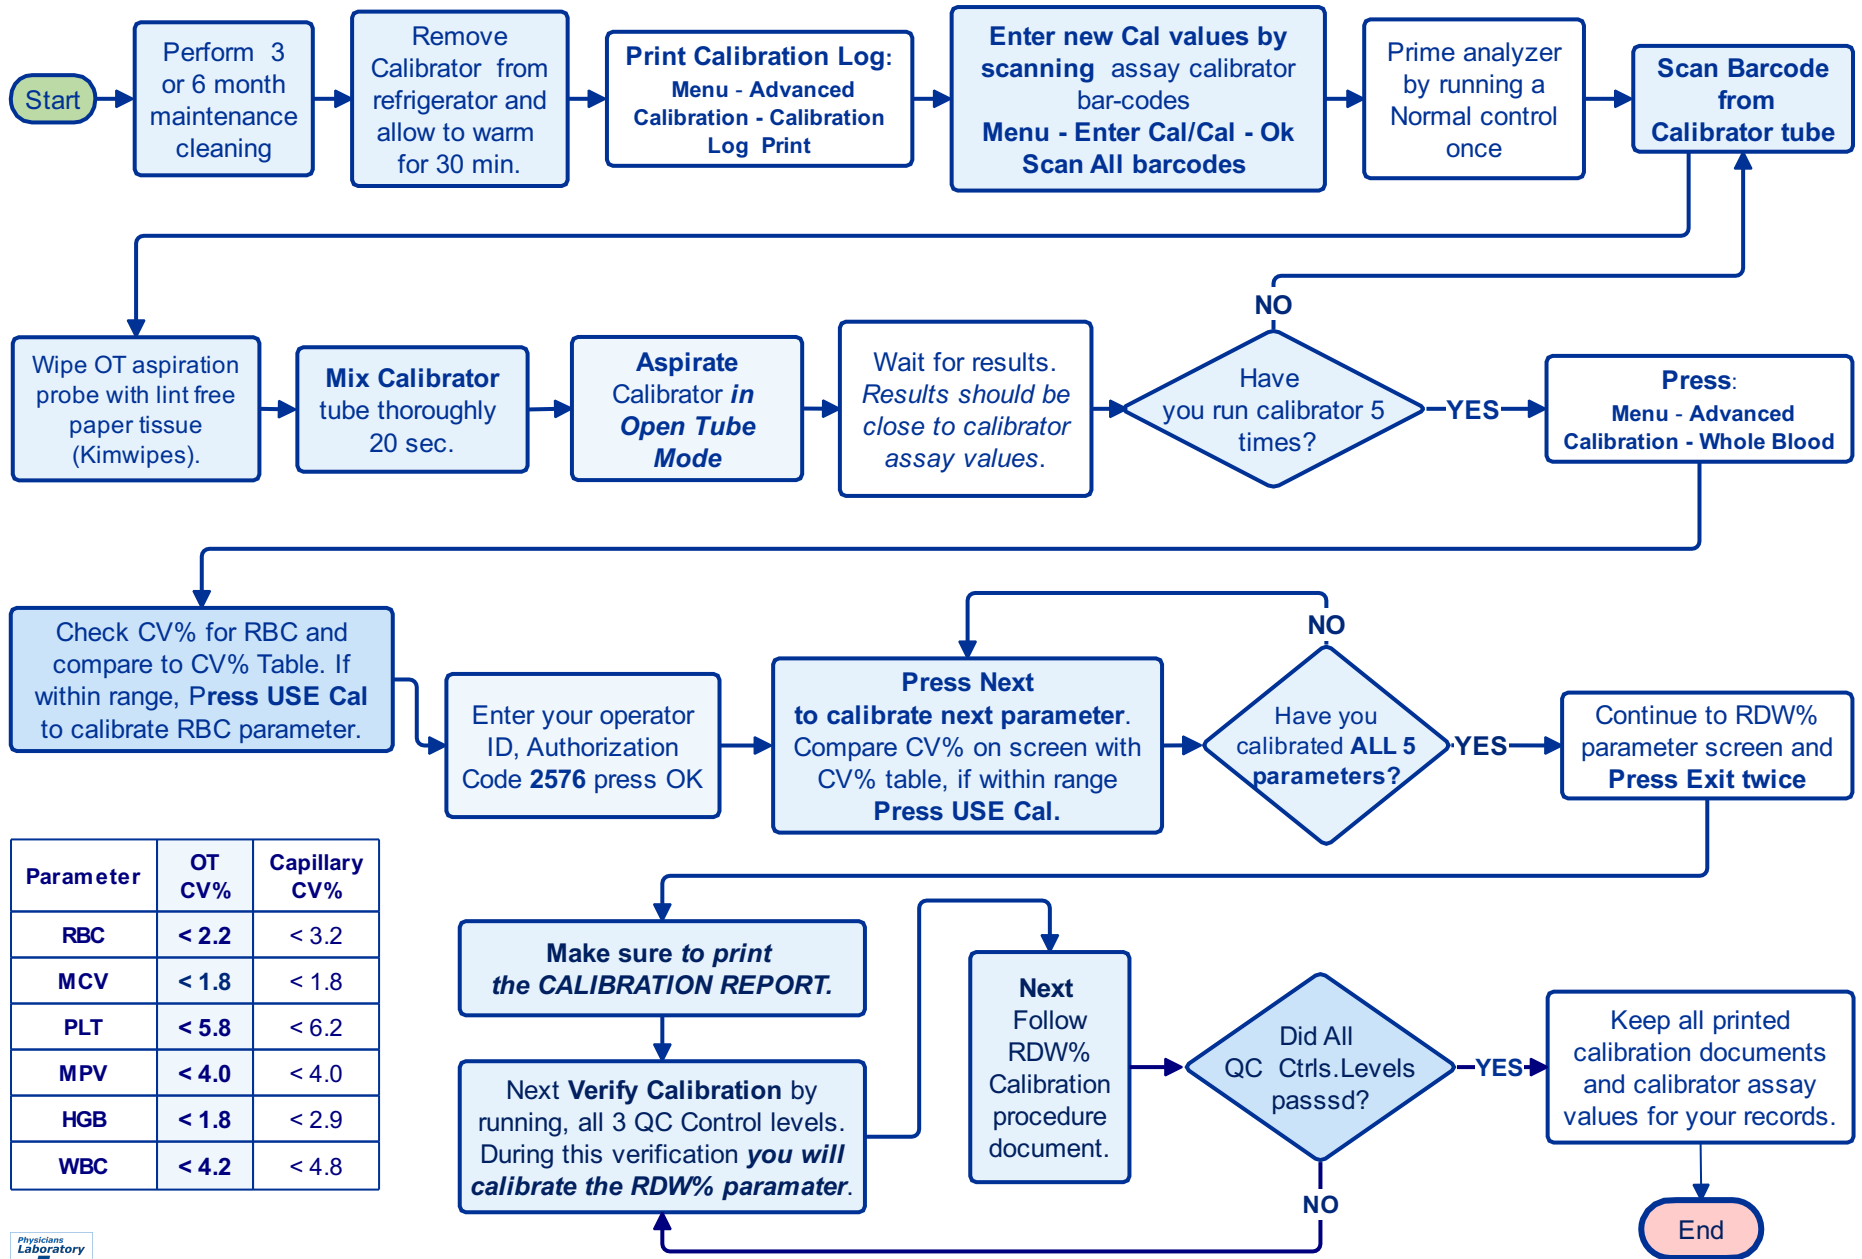 Start
Perform 3
or 6 month
maintenance
cleaning
Remove
Calibrator from
refrigerator and
allow to warm
for 30 min.
Print Calibration Log:
Menu - Advanced
Calibration - Calibration
Log Print
Enter new Cal values by
scanning assay calibrator
bar-codes
Menu - Enter Cal/Cal - Ok
Scan All barcodes
Prime analyzer
by running a
Normal control
once
Scan Barcode
from
Calibrator tube
Wipe OT aspiration
probe with lint free
paper tissue
(Kimwipes).
Mix Calibrator
tube thoroughly
20 sec.
Aspirate
Calibrator in
Open Tube
Mode
Wait for results.
Results should be
close to calibrator
assay values.
NO
Have
you run calibrator 5
times?
YES
Press:
Menu - Advanced
Calibration - Whole Blood
Check CV% for RBC and
compare to CV% Table. If
within range, Press USE Cal
to calibrate RBC parameter.
Enter your operator
ID, Authorization
Code 2576 press OK
Press Next
to calibrate next parameter.
Compare CV% on screen with
CV% table, if within range
Press USE Cal.
NO
Have you
calibrated ALL 5
parameters?
YES
Continue to RDW%
parameter screen and
Press Exit twice
Parameter OT CV% Capillary CV%
RBC < 2.2 < 3.2
MCV < 1.8 < 1.8
PLT < 5.8 < 6.2
MPV < 4.0 < 4.0
HGB < 1.8 < 2.9
WBC < 4.2 < 4.8
Make sure to print
the CALIBRATION REPORT.
Next Verify Calibration by
running, all 3 QC Control levels.
During this verification you will
calibrate the RDW% paramater.
Next
Follow
RDW%
Calibration
procedure
document.
Did All
QC Ctrls.Levels
passsd?
YES
NO
Keep all printed
calibration documents
and calibrator assay
values for your records.
End
Physicians
Laboratory